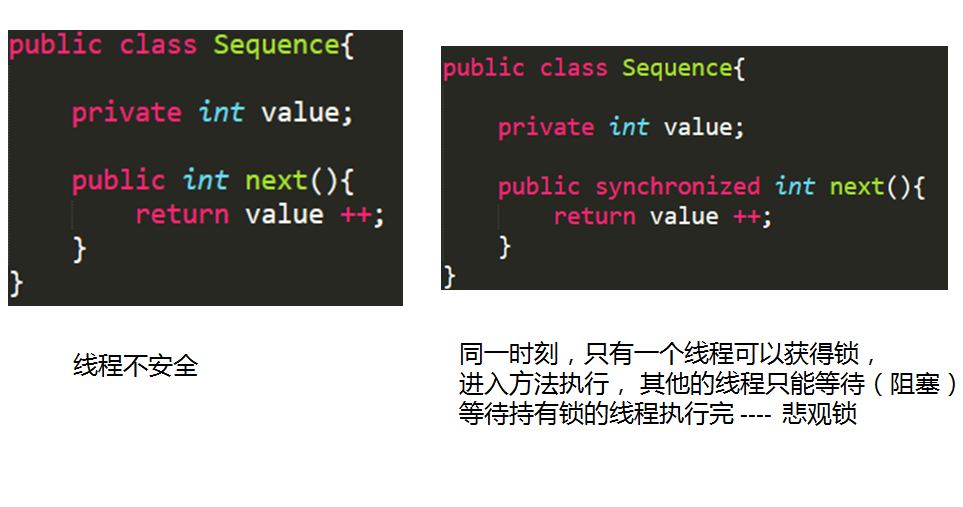 public class Sequence{
private int value;
public int next(){
return value ++;
}
}
线程不安全
public class Sequence{
private int value;
public synchronized int next(){
return value ++;
}
}
同一时刻，只有一个线程可以获得锁，
进入方法执行， 其他的线程只能等待（阻塞）
等待持有锁的线程执行完 ---- 悲观锁